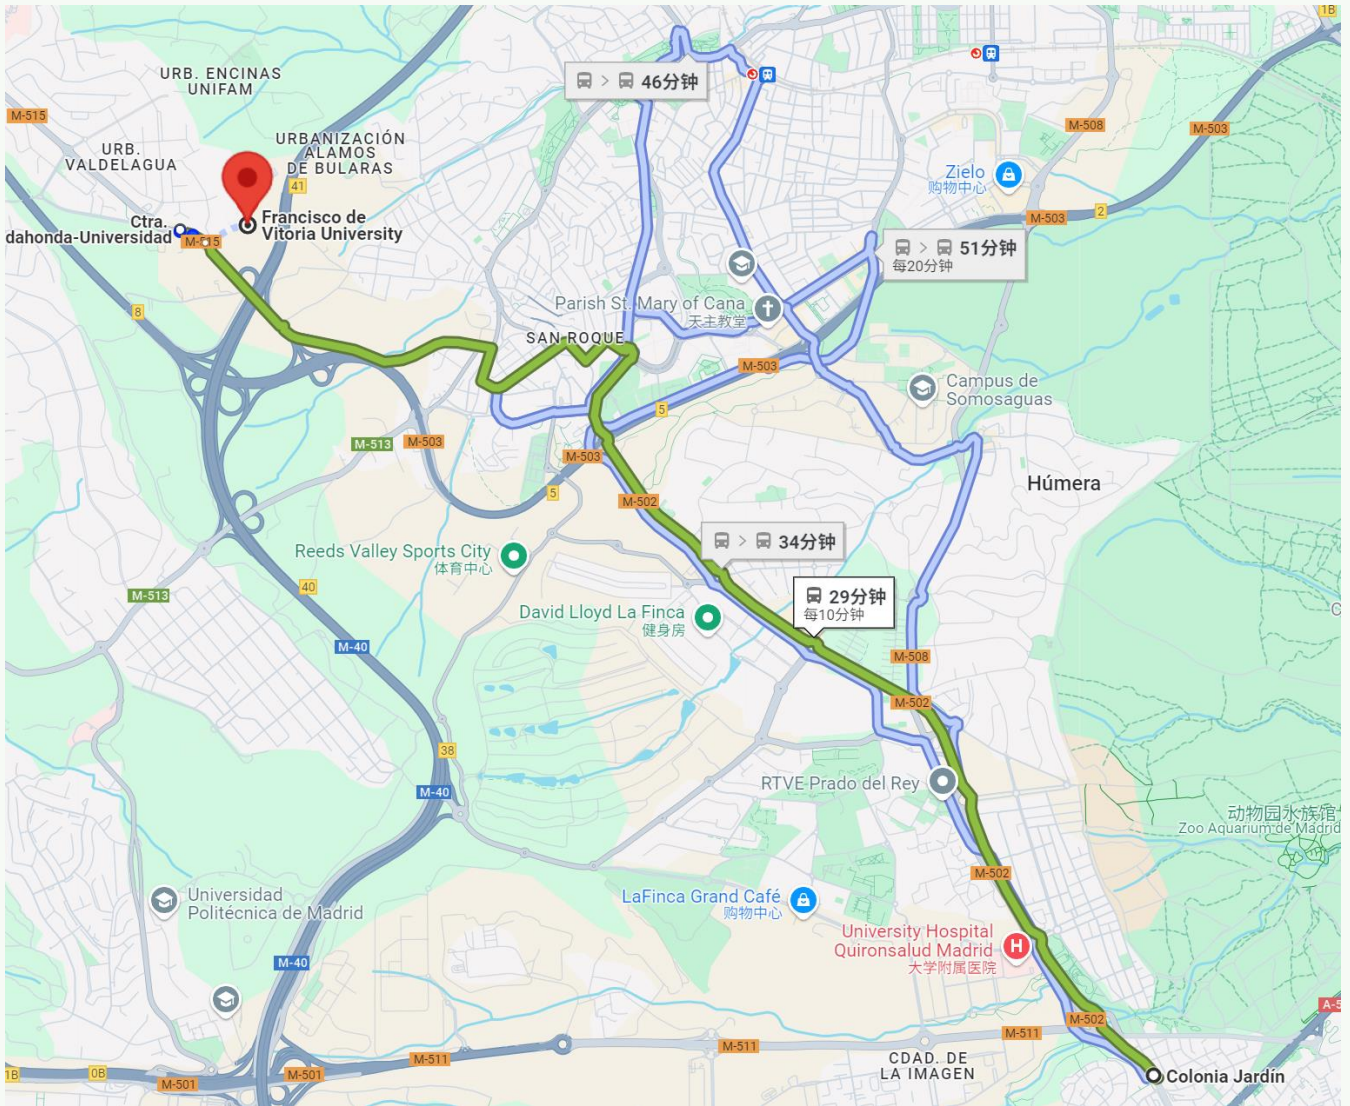 1B
M-515
URB. ENCINAS
UNIFAM
46分钟
M-508
M-503
URB.
VALDELAGUA
URBANIZACIÓN
ÁLAMOS
DE BULARAS
41
Zielo
购物中心
M-503
2
Ctra.
dahonda-Universidad
M-515
Francisco de
Vitoria University
51分钟
每20分钟
8
Parish St. Mary of Cana
天主教堂
SAN ROQUE
M-503
Campus de
Somosaguas
5
M-513
M-503
M-503
5
M-502
Húmera
34分钟
Reeds Valley Sports City
体育中心
40
M-513
David Lloyd La Finca
健身房
29分钟
每10分钟
M-40
M-508
M-502
38
M-40
RTVE Prado del Rey
动物园水族馆
Zoo Aquarium de Madrid
M-502
Universidad
Politécnica de Madrid
LaFinca Grand Café
购物中心
University Hospital
Quironsalud Madrid
H
大学附属医院
M-40
A-5
M-502
M-511
M-511
M-511
CDAD. DE
LA IMAGEN
1B
0B
M-501
M-501
Colonia Jardín